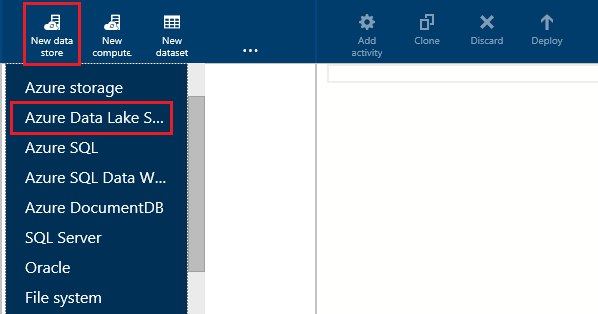 New data store
New compute.
New dataset
...
Add activity
Clone
Discard
Deploy
Azure storage
Azure Data Lake S...
Azure SQL
Azure SQL Data W...
Azure DocumentDB
SQL Server
Oracle
File system